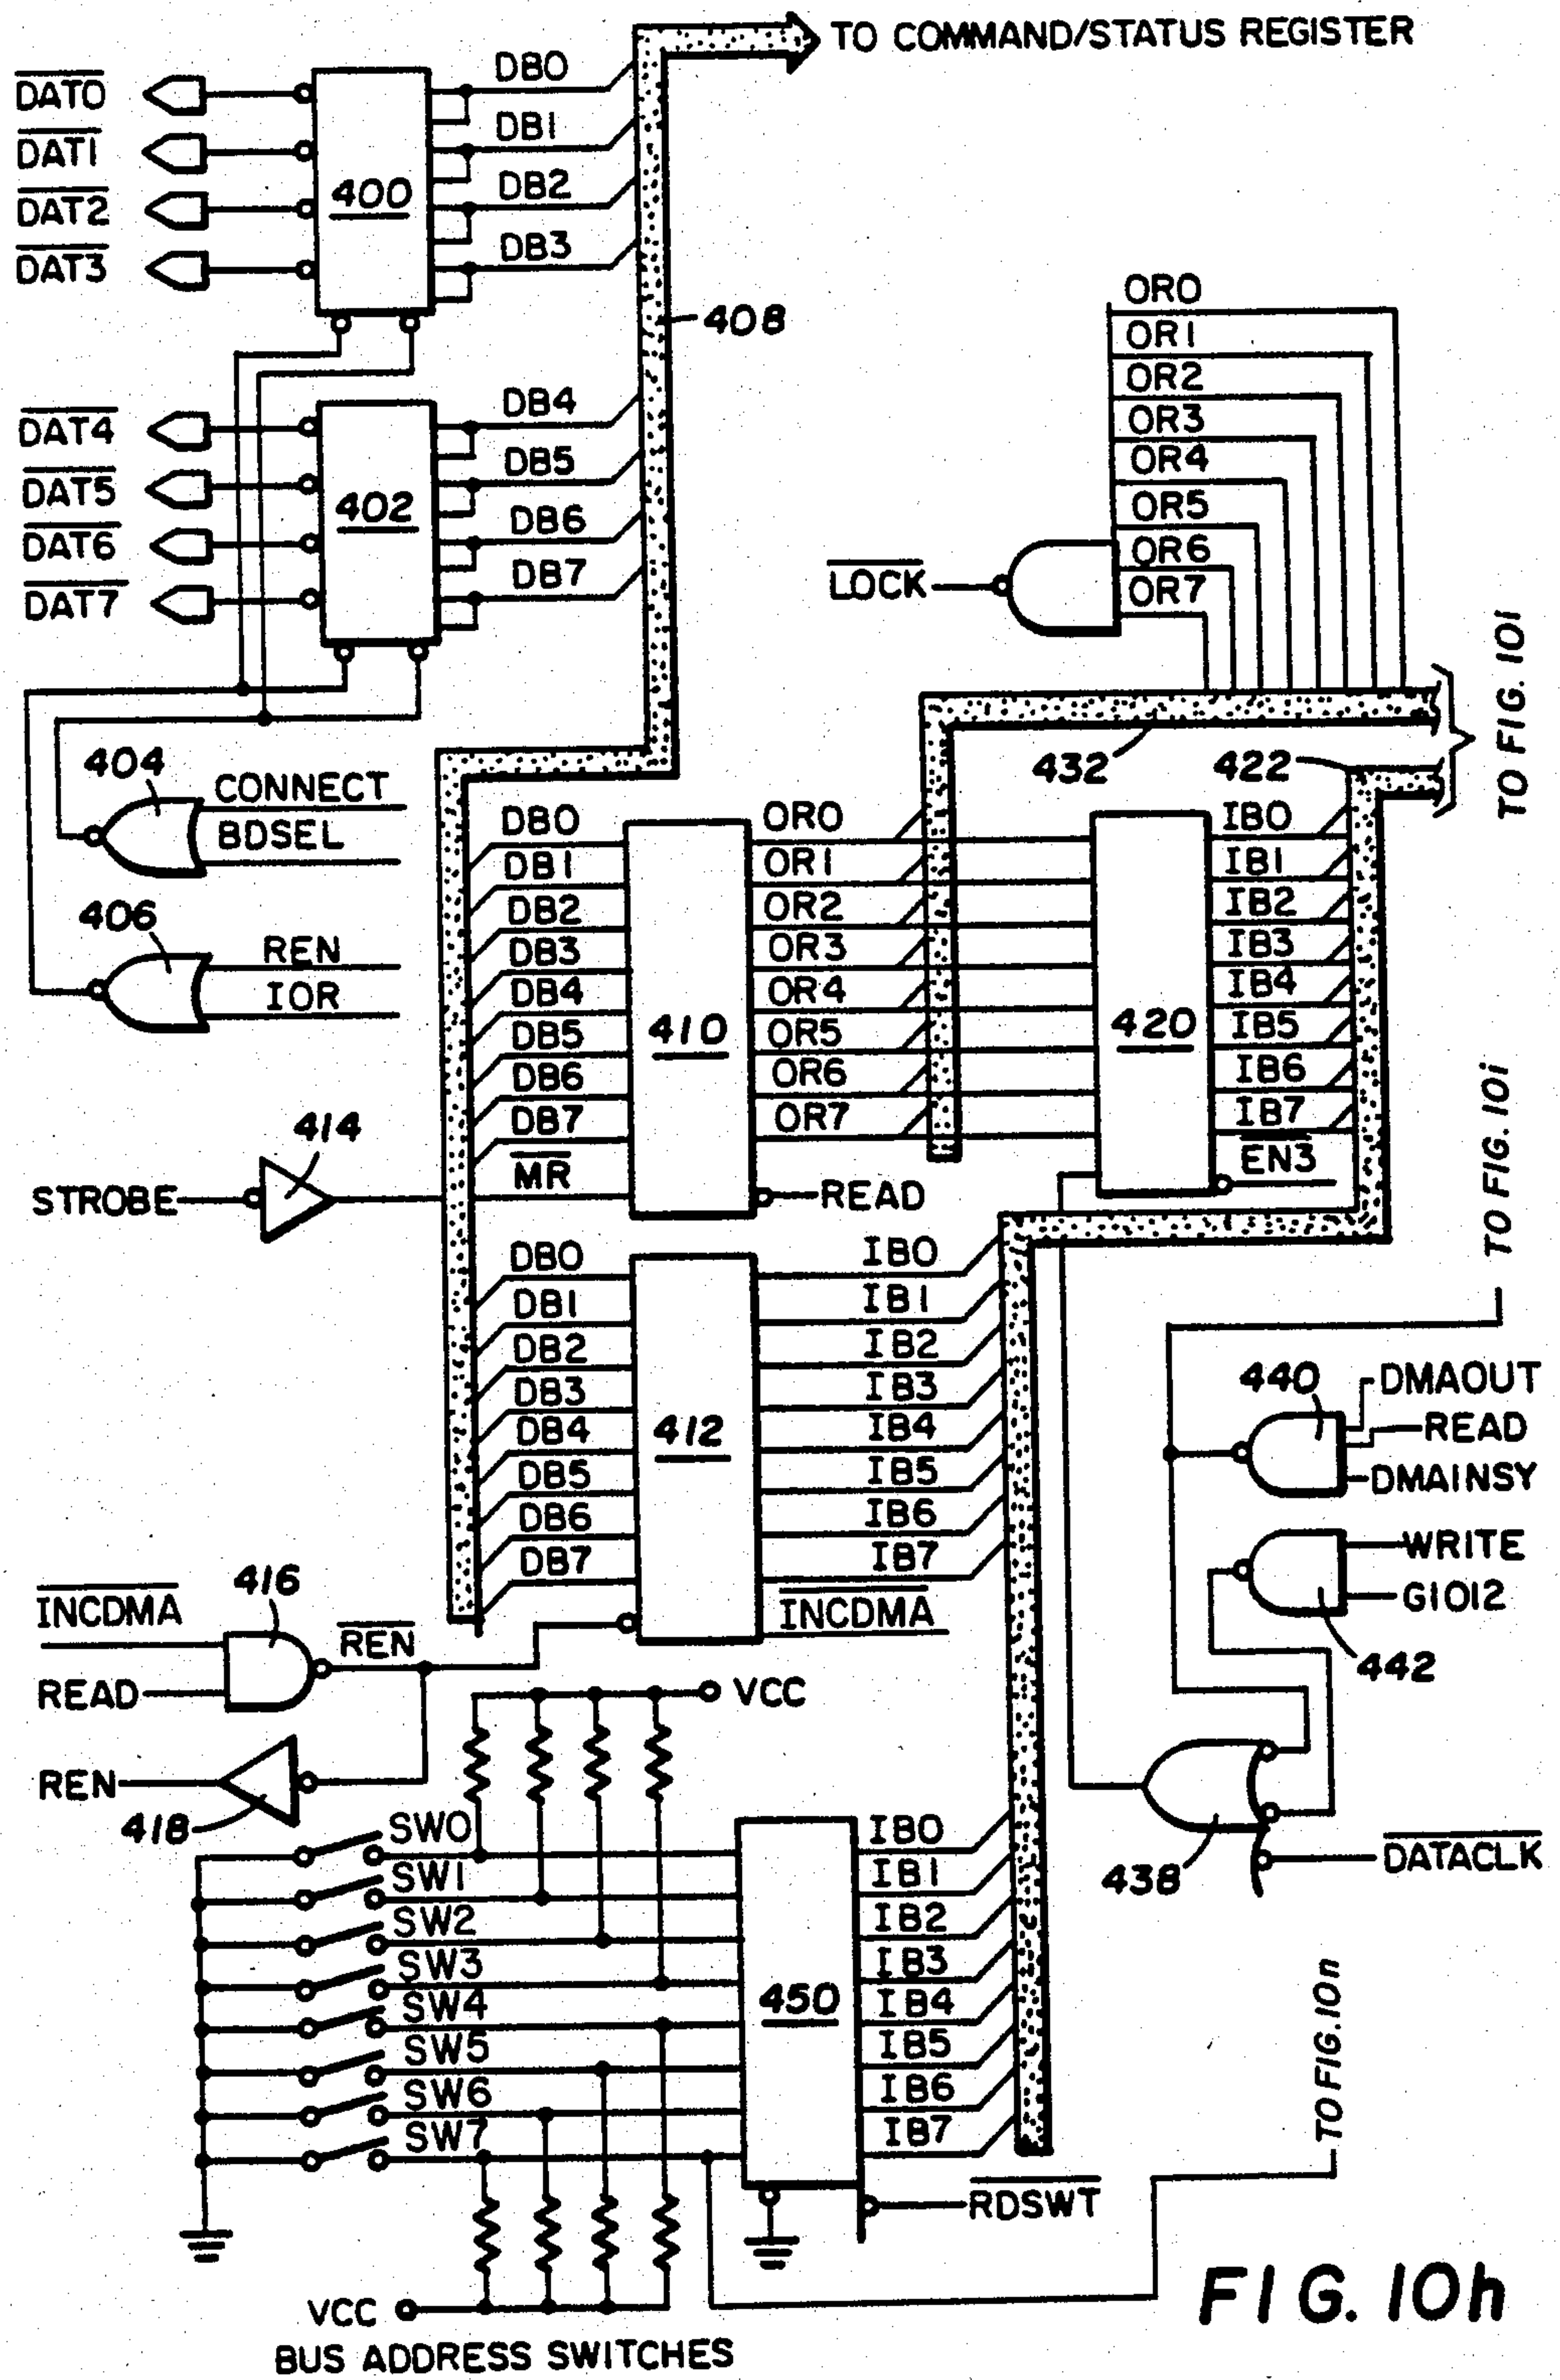 TO COMMAND/STATUS REGISTER
DAT0
DAT1
DAT2
DAT3
400
DB0
DB1
DB2
DB3
408
DAT4
DAT5
DAT6
DAT7
402
DB4
DB5
DB6
DB7
OR0
OR1
OR2
OR3
OR4
OR5
OR6
OR7
LOCK
TO FIG. 10i
432
422
404
CONNECT
BDSEL
406
REN
IOR
DB0
DB1
DB2
DB3
DB4
DB5
DB6
DB7
MR
410
OR0
OR1
OR2
OR3
OR4
OR5
OR6
OR7
READ
420
IB0
IB1
IB2
IB3
IB4
IB5
IB6
IB7
EN3
414
STROBE
TO FIG. 10i
DB0
DB1
DB2
DB3
DB4
DB5
DB6
DB7
412
IB0
IB1
IB2
IB3
IB4
IB5
IB6
IB7
INCDMA
440
DMAOUT
READ
DMAINSY
WRITE
G1012
442
416
INCDMA
READ
REN
REN
418
VCC
438
DATACLK
SW0
SW1
SW2
SW3
SW4
SW5
SW6
SW7
450
IB0
IB1
IB2
IB3
IB4
IB5
IB6
IB7
RDSWT
TO FIG. 10n
VCC
BUS ADDRESS SWITCHES
FIG. 10h